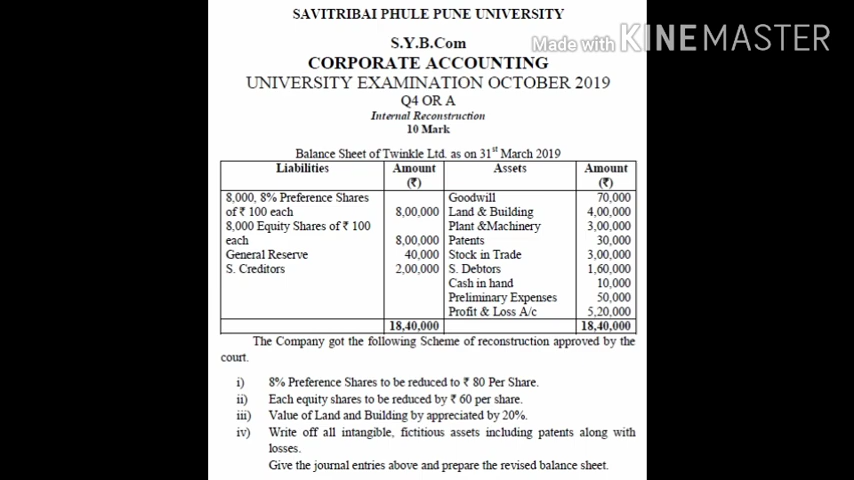 SAVITRIBAI PHULE PUNE UNIVERSITY
Made with KINEMASTER
S.Y.B.Com
CORPORATE ACCOUNTING
UNIVERSITY EXAMINATION OCTOBER 2019
Q4 OR A
Internal Reconstruction
10 Mark
Balance Sheet of Twinkle Ltd. as on 31st March 2019
Liabilities Amount (₹) Assets Amount (₹)
8,000, 8% Preference Shares Goodwill 70,000
of ₹ 100 each 8,00,000 Land & Building 4,00,000
8,000 Equity Shares of ₹ 100 Plant &Machinery 3,00,000
each 8,00,000 Patents 30,000
General Reserve 40,000 Stock in Trade 3,00,000
S. Creditors 2,00,000 S. Debtors 1,60,000
Cash in hand 10,000
Preliminary Expenses 50,000
Profit & Loss A/c 5,20,000
18,40,000 18,40,000
The Company got the following Scheme of reconstruction approved by the
court.
i) 8% Preference Shares to be reduced to ₹ 80 Per Share.
ii) Each equity shares to be reduced by ₹ 60 per share.
iii) Value of Land and Building by appreciated by 20%.
iv) Write off all intangible, fictitious assets including patents along with
losses.
Give the journal entries above and prepare the revised balance sheet.